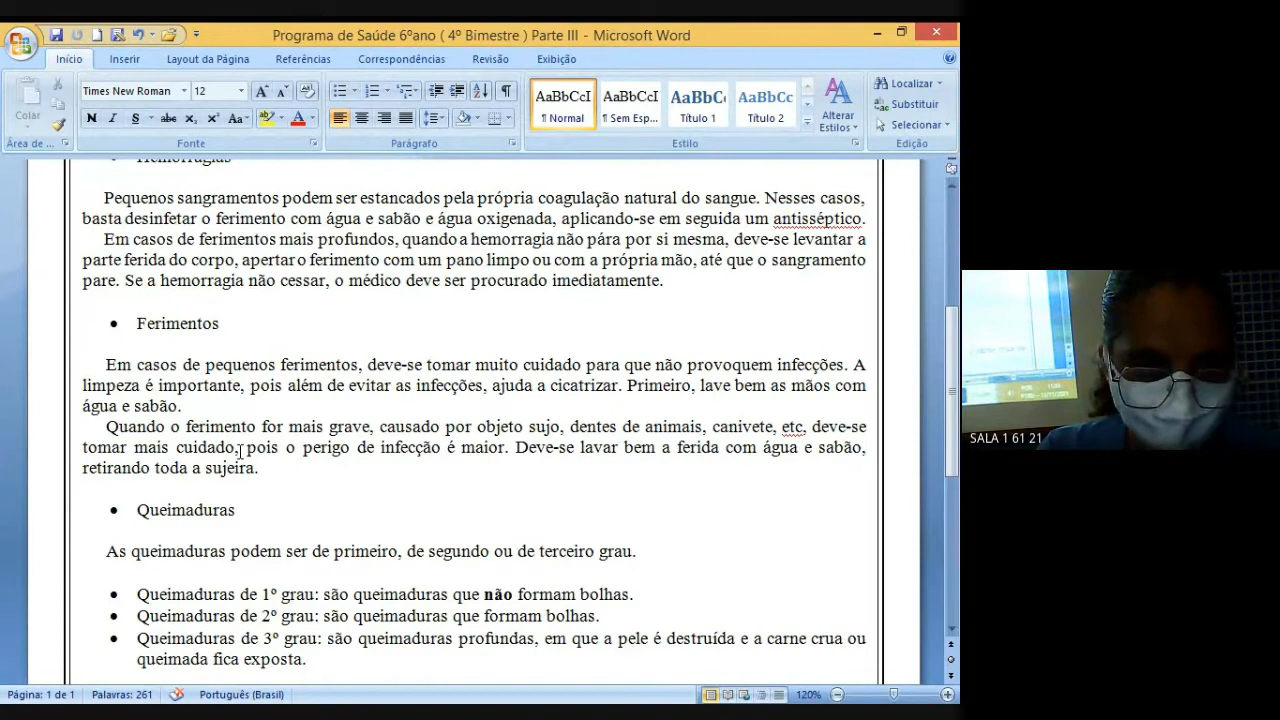 Programa de Saúde 6ºano ( 4º Bimestre ) Parte III - Microsoft Word
Início Inserir Layout da Página Referências Correspondências Revisão Exibição
Times New Roman 12
AaBbCcI AaBbCcI AaBbC AaBbCc
Localizar
Substituir
Selecionar
Colar
N I S abc x₂ x² Aa
¶ Normal ¶ Sem Esp... Título 1 Título 2
Alterar Estilos
Área de ... Fonte Parágrafo Estilo Edição
Hemorragias
Pequenos sangramentos podem ser estancados pela própria coagulação natural do sangue. Nesses casos,
basta desinfetar o ferimento com água e sabão e água oxigenada, aplicando-se em seguida um antisséptico.
Em casos de ferimentos mais profundos, quando a hemorragia não pára por si mesma, deve-se levantar a
parte ferida do corpo, apertar o ferimento com um pano limpo ou com a própria mão, até que o sangramento
pare. Se a hemorragia não cessar, o médico deve ser procurado imediatamente.
• Ferimentos
Em casos de pequenos ferimentos, deve-se tomar muito cuidado para que não provoquem infecções. A
limpeza é importante, pois além de evitar as infecções, ajuda a cicatrizar. Primeiro, lave bem as mãos com
água e sabão.
Quando o ferimento for mais grave, causado por objeto sujo, dentes de animais, canivete, etc, deve-se
tomar mais cuidado, pois o perigo de infecção é maior. Deve-se lavar bem a ferida com água e sabão,
retirando toda a sujeira.
• Queimaduras
As queimaduras podem ser de primeiro, de segundo ou de terceiro grau.
• Queimaduras de 1º grau: são queimaduras que não formam bolhas.
• Queimaduras de 2º grau: são queimaduras que formam bolhas.
• Queimaduras de 3º grau: são queimaduras profundas, em que a pele é destruída e a carne crua ou
queimada fica exposta.
Página: 1 de 1 Palavras: 261 Português (Brasil) 120%
SALA 1 61 21